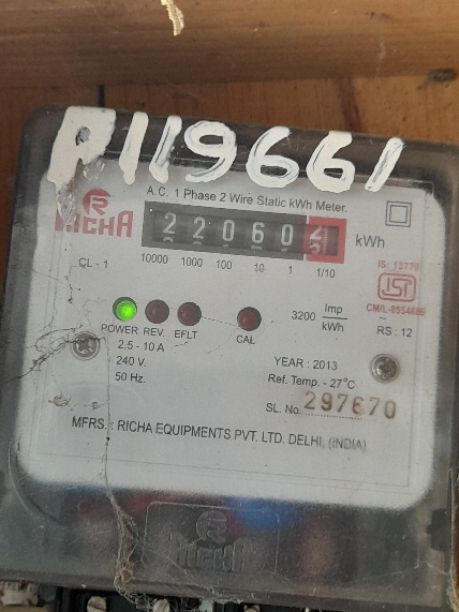 P119661
A.C. 1 Phase 2 Wire Static kWh Meter.
RICHA
22060 kWh
CL - 1 10000 1000 100 10 1 1/10
IS: 13779
ISI
3200 Imp/kWh
RS : 12
POWER REV. EFLT CAL
2.5 - 10 A
240 V.
50 Hz.
YEAR : 2013
Ref. Temp. - 27°C
SL. No. 297670
MFRS. : RICHA EQUIPMENTS PVT. LTD. DELHI, (INDIA)
RICHA